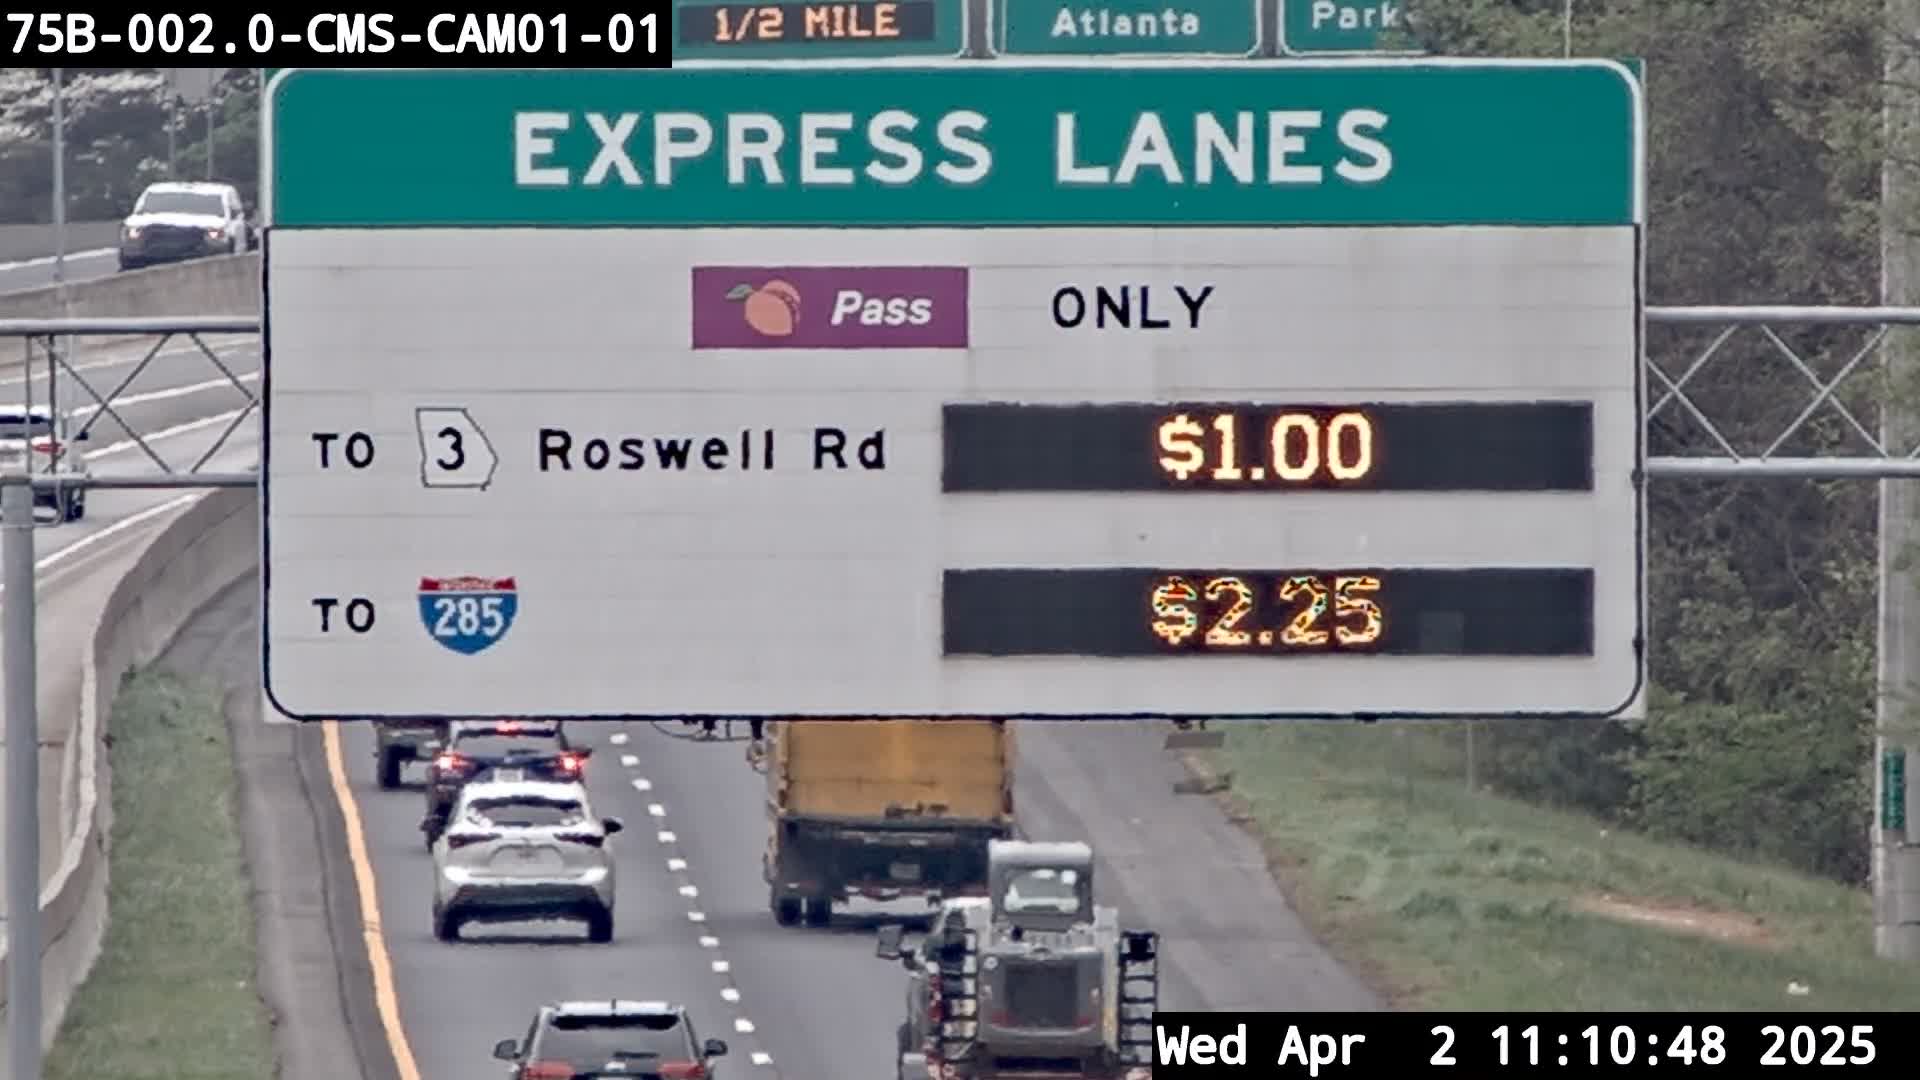 75B-002.0-CMS-CAM01-01
1/2 MILE
Atlanta
EXPRESS LANES
Pass ONLY
TO 3 Roswell Rd $1.00
TO 285 $2.25
Wed Apr 2 11:10:48 2025